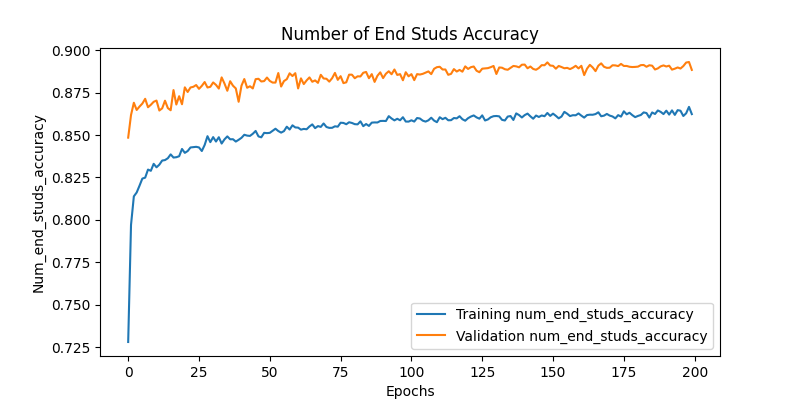 Number of End Studs Accuracy
Num_end_studs_accuracy
0.900
0.875
0.850
0.825
0.800
0.775
0.750
0.725
Training num_end_studs_accuracy
Validation num_end_studs_accuracy
0 25 50 75 100 125 150 175 200
Epochs